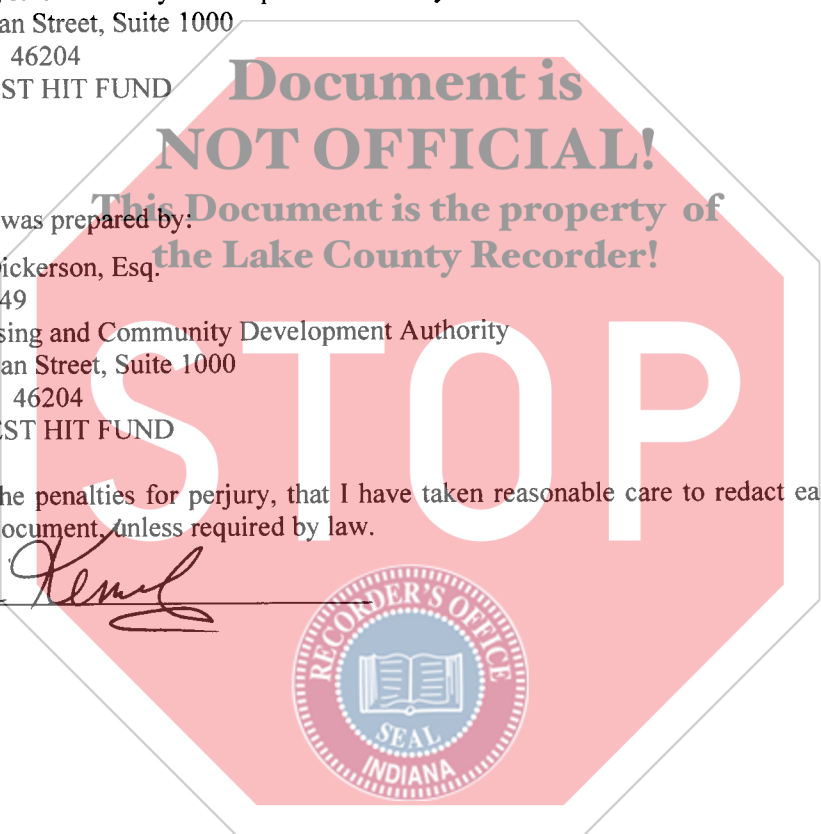 an Street, Suite 1000
46204
ST HIT FUND
Document is
NOT OFFICIAL!
This Document is the property of
the Lake County Recorder!
was prepared by:
ickerson, Esq.
49
sing and Community Development Authority
an Street, Suite 1000
46204
EST HIT FUND
STOP
he penalties for perjury, that I have taken reasonable care to redact ea
ocument, unless required by law.
RECORDER'S OFFICE
SEAL
INDIANA